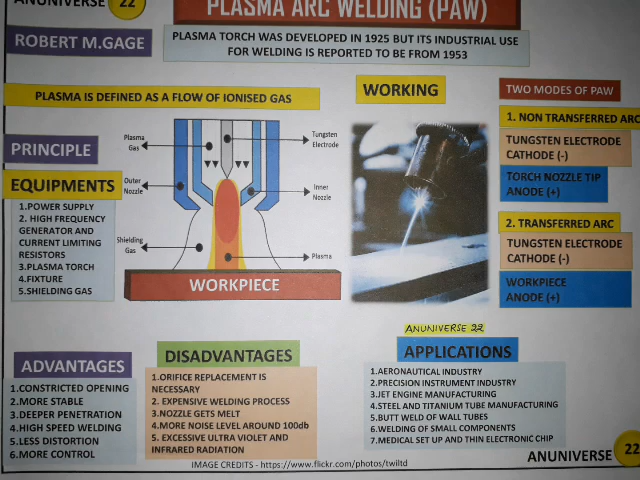 ANUNIVERSE 22
PLASMA ARC WELDING (PAW)
ROBERT M.GAGE
PLASMA TORCH WAS DEVELOPED IN 1925 BUT ITS INDUSTRIAL USE
FOR WELDING IS REPORTED TO BE FROM 1953
PLASMA IS DEFINED AS A FLOW OF IONISED GAS
PRINCIPLE
EQUIPMENTS
1.POWER SUPPLY
2. HIGH FREQUENCY
GENERATOR AND
CURRENT LIMITING
RESISTORS
3.PLASMA TORCH
4.FIXTURE
5.SHIELDING GAS
Plasma
Gas
Tungsten
Electrode
Outer
Nozzle
Inner
Nozzle
Shielding
Gas
Plasma
WORKPIECE
WORKING
TWO MODES OF PAW
1. NON TRANSFERRED ARC
TUNGSTEN ELECTRODE
CATHODE (-)
TORCH NOZZLE TIP
ANODE (+)
2. TRANSFERRED ARC
TUNGSTEN ELECTRODE
CATHODE (-)
WORKPIECE
ANODE (+)
ADVANTAGES
1.CONSTRICTED OPENING
2.MORE STABLE
3.DEEPER PENETRATION
4.HIGH SPEED WELDING
5.LESS DISTORTION
6.MORE CONTROL
DISADVANTAGES
1.ORIFICE REPLACEMENT IS
NECESSARY
2. EXPENSIVE WELDING PROCESS
3.NOZZLE GETS MELT
4.MORE NOISE LEVEL AROUND 100db
5. EXCESSIVE ULTRA VIOLET AND
INFRARED RADIATION
ANUNIVERSE 22
APPLICATIONS
1.AERONAUTICAL INDUSTRY
2.PRECISION INSTRUMENT INDUSTRY
3.JET ENGINE MANUFACTURING
4.STEEL AND TITANIUM TUBE MANUFACTURING
5.BUTT WELD OF WALL TUBES
6.WELDING OF SMALL COMPONENTS
7.MEDICAL SET UP AND THIN ELECTRONIC CHIP
IMAGE CREDITS - https://www.flickr.com/photos/twiltd
ANUNIVERSE 22